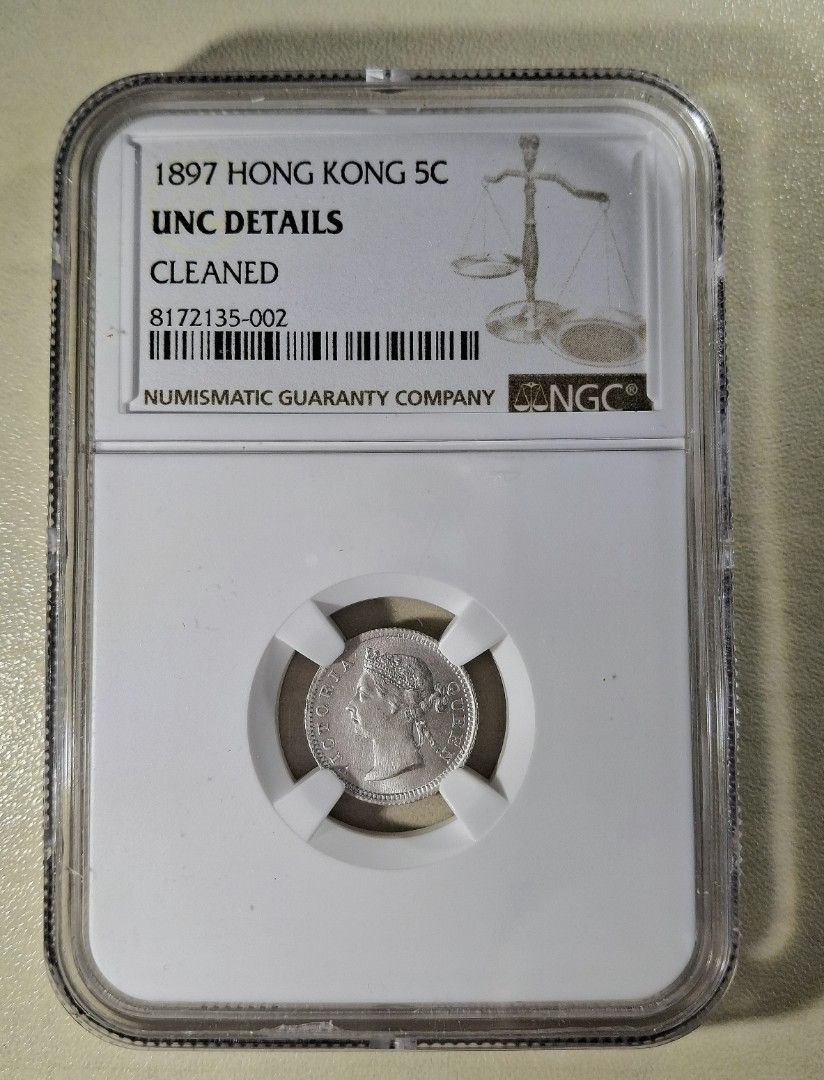 1897 HONG KONG 5C
UNC DETAILS
CLEANED
8172135-002
NUMISMATIC GUARANTY COMPANY NGC®
VICTORIA QUEEN